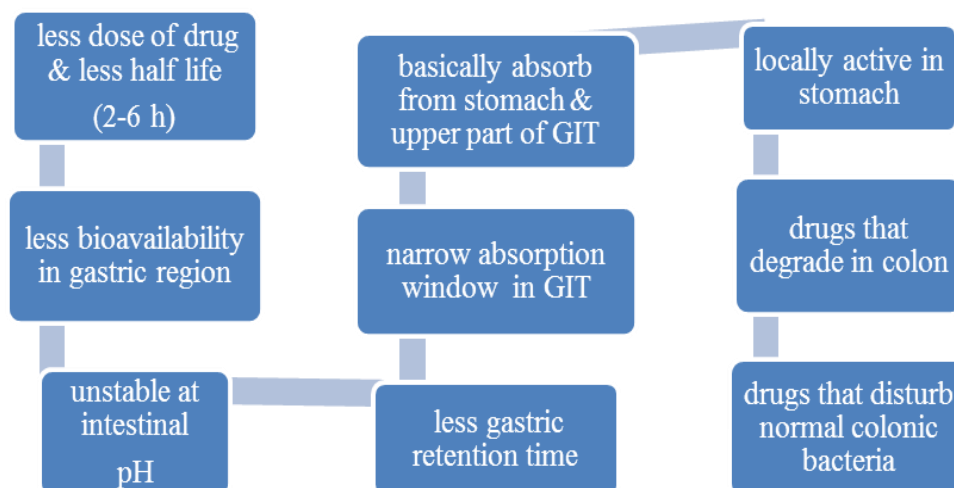 less dose of drug
& less half life
(2-6 h)
less bioavailability
in gastric region
unstable at
intestinal
pH
less gastric
retention time
narrow absorption
window in GIT
basically absorb
from stomach &
upper part of GIT
locally active in
stomach
drugs that
degrade in colon
drugs that disturb
normal colonic
bacteria